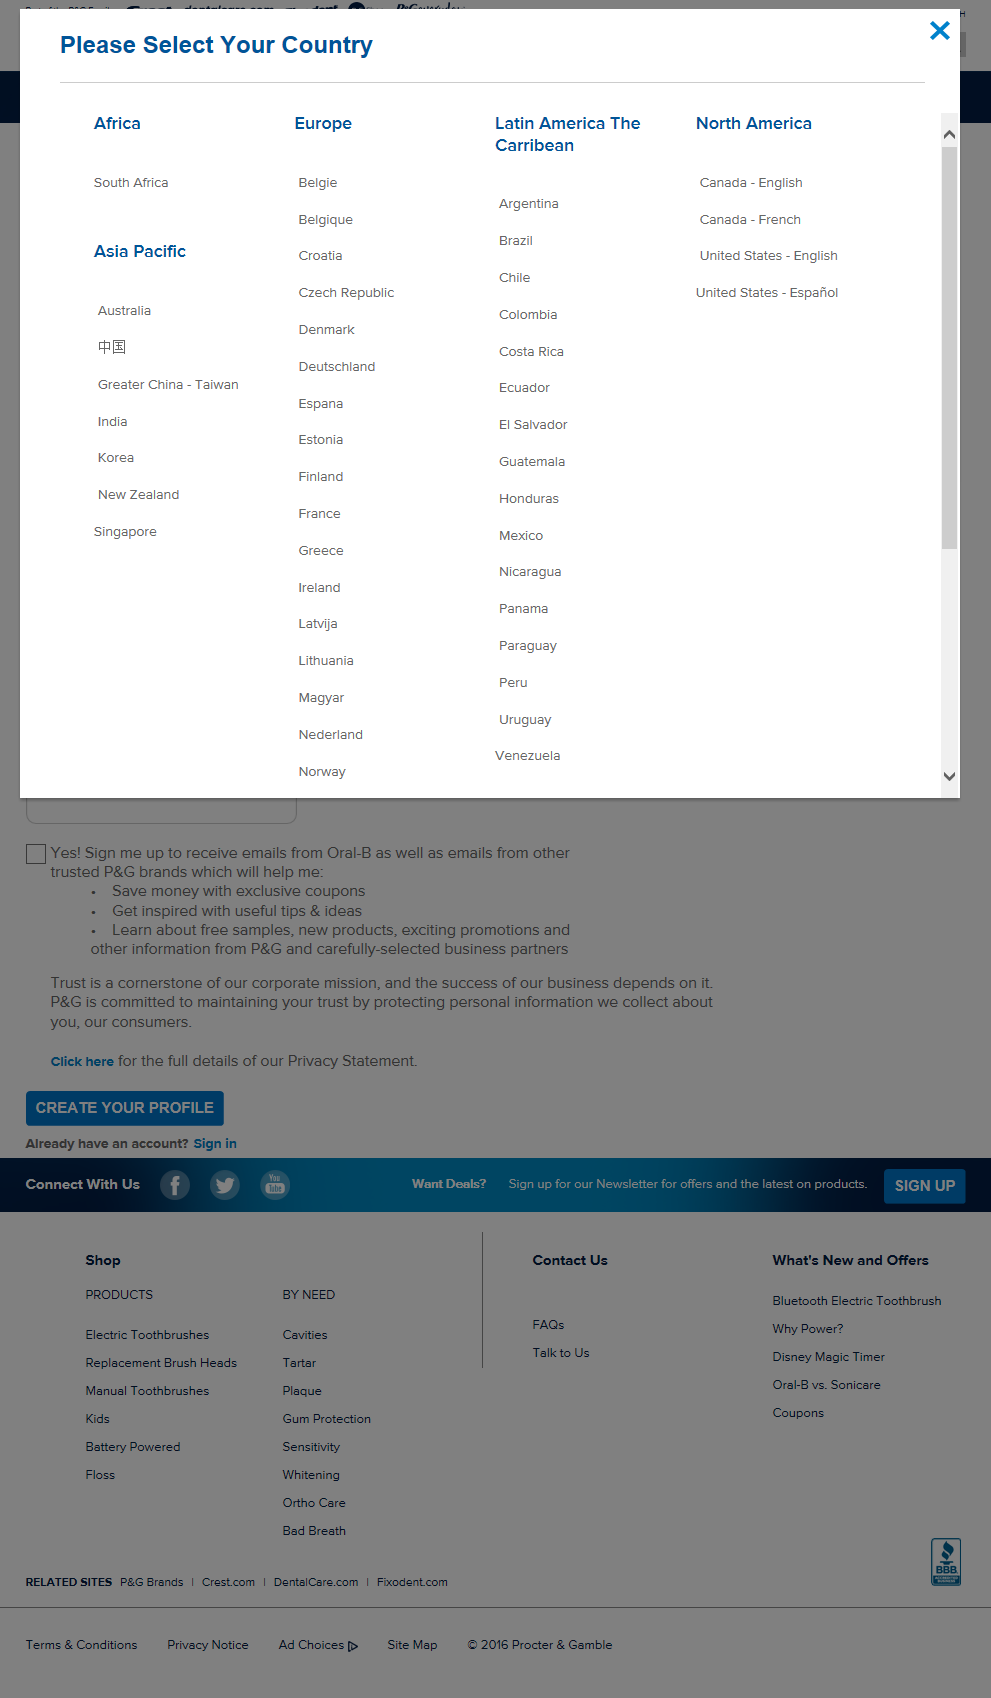 Please Select Your Country
Africa
South Africa
Asia Pacific
Australia
中国
Greater China - Taiwan
India
Korea
New Zealand
Singapore
Europe
Belgie
Belgique
Croatia
Czech Republic
Denmark
Deutschland
Espana
Estonia
Finland
France
Greece
Ireland
Latvija
Lithuania
Magyar
Nederland
Norway
Latin America The
Carribean
Argentina
Brazil
Chile
Colombia
Costa Rica
Ecuador
El Salvador
Guatemala
Honduras
Mexico
Nicaragua
Panama
Paraguay
Peru
Uruguay
Venezuela
North America
Canada - English
Canada - French
United States - English
United States - Español
Yes! Sign me up to receive emails from Oral-B as well as emails from other
trusted P&G brands which will help me:
• Save money with exclusive coupons
• Get inspired with useful tips & ideas
• Learn about free samples, new products, exciting promotions and
other information from P&G and carefully-selected business partners
Trust is a cornerstone of our corporate mission, and the success of our business depends on it.
P&G is committed to maintaining your trust by protecting personal information we collect about
you, our consumers.
Click here for the full details of our Privacy Statement.
CREATE YOUR PROFILE
Already have an account? Sign in
Connect With Us
You
Tube
Want Deals? Sign up for our Newsletter for offers and the latest on products.
SIGN UP
Shop
PRODUCTS
Electric Toothbrushes
Replacement Brush Heads
Manual Toothbrushes
Kids
Battery Powered
Floss
BY NEED
Cavities
Tartar
Plaque
Gum Protection
Sensitivity
Whitening
Ortho Care
Bad Breath
Contact Us
FAQs
Talk to Us
What's New and Offers
Bluetooth Electric Toothbrush
Why Power?
Disney Magic Timer
Oral-B vs. Sonicare
Coupons
BBB
RELATED SITES P&G Brands | Crest.com | DentalCare.com | Fixodent.com
Terms & Conditions Privacy Notice Ad Choices Site Map © 2016 Procter & Gamble